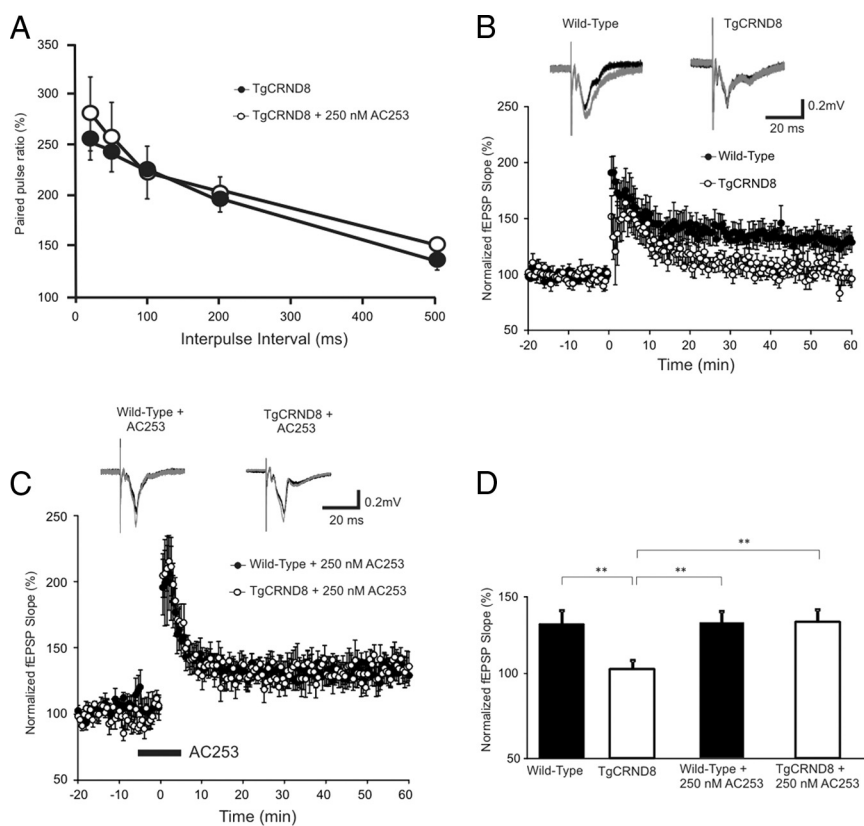 A
350
300
250
200
150
100
Paired pulse ratio (%)
TgCRND8
TgCRND8 + 250 nM AC253
0 100 200 300 400 500
Interpulse Interval (ms)
B
Wild-Type TgCRND8
0.2mV
20 ms
250
200
150
100
50
Normalized fEPSP Slope (%)
Wild-Type
TgCRND8
-20 -10 0 10 20 30 40 50 60
Time (min)
C
Wild-Type +
AC253
TgCRND8 +
AC253
0.2mV
20 ms
250
200
150
100
50
Normalized fEPSP Slope (%)
Wild-Type + 250 nM AC253
TgCRND8 + 250 nM AC253
AC253
-20 -10 0 10 20 30 40 50 60
Time (min)
D
**
** **
150
100
50
Normalized fEPSP Slope (%)
Wild-Type
TgCRND8
Wild-Type +
250 nM AC253
TgCRND8 +
250 nM AC253